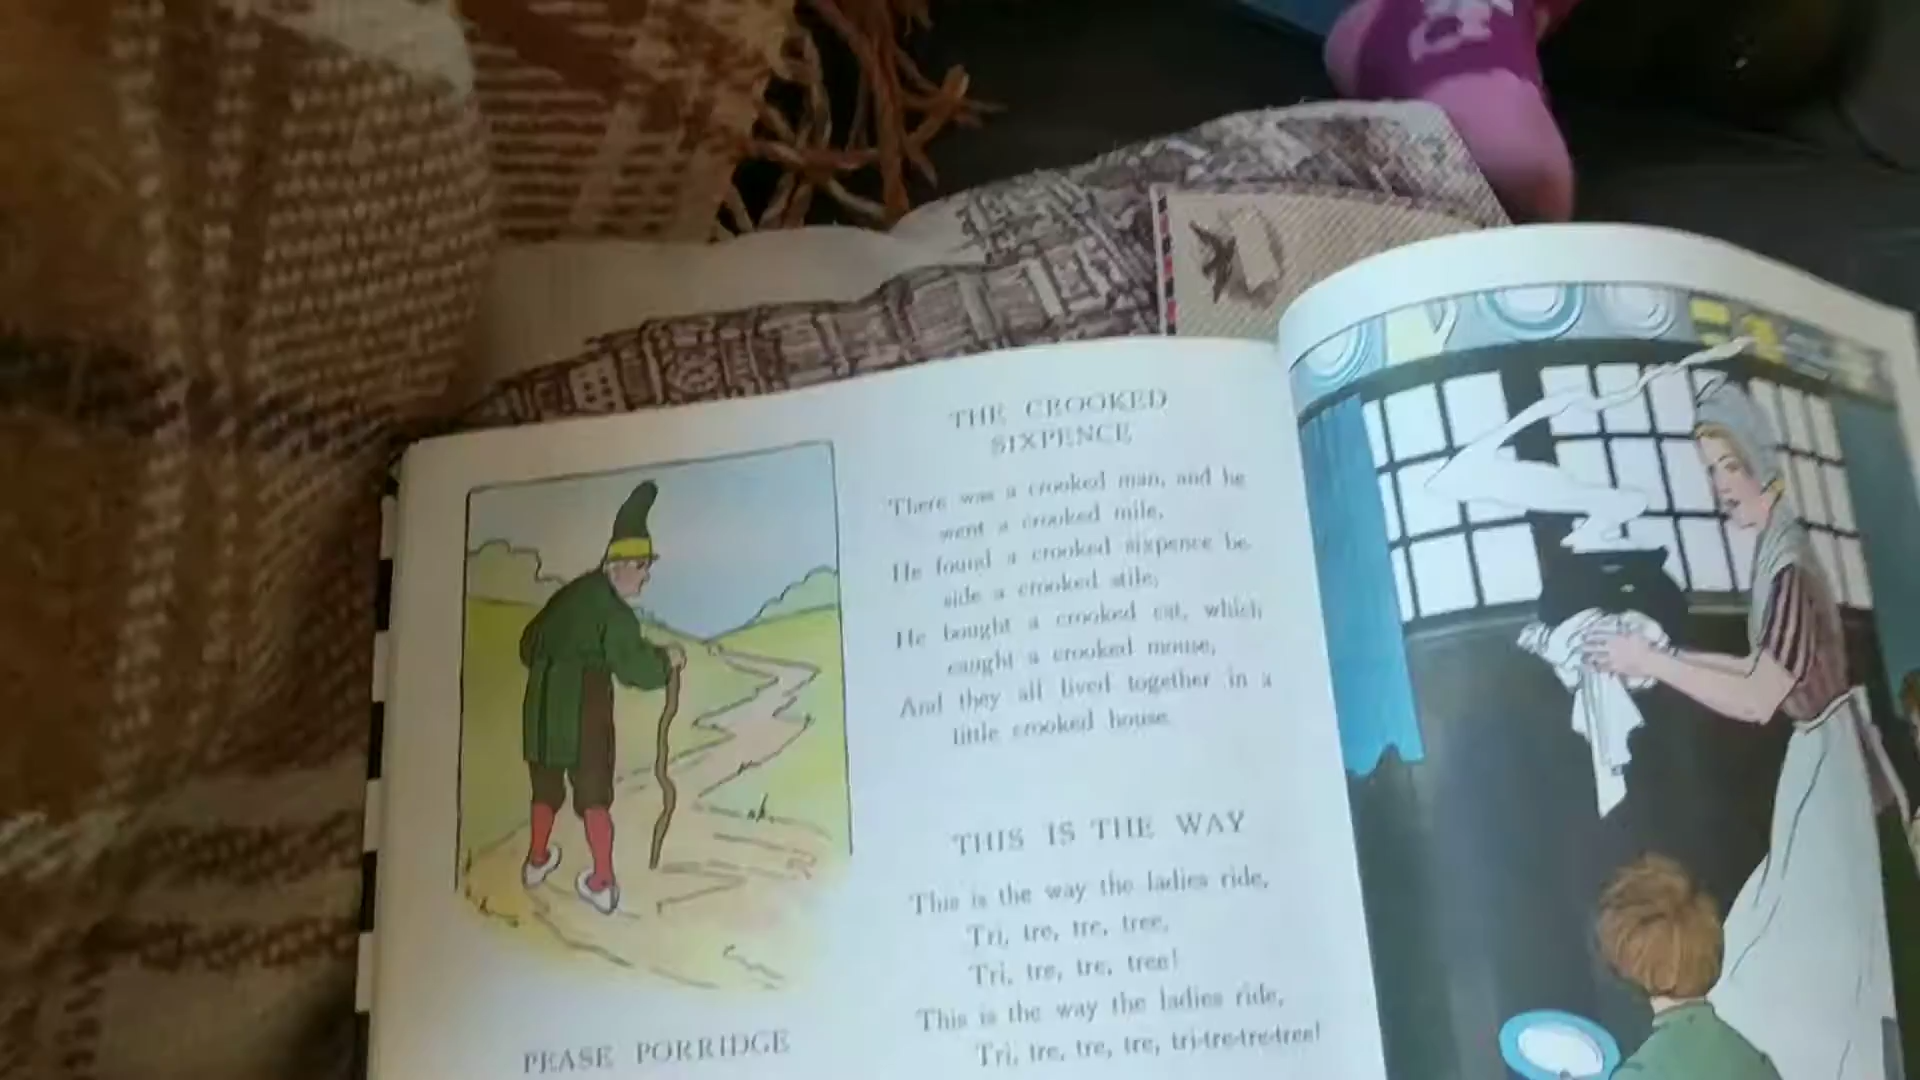 THE CROOKED
SIXPENCE
There was a crooked man, and he
went a crooked mile,
He found a crooked sixpence be-
side a crooked stile;
He bought a crooked cat, which
caught a crooked mouse,
And they all lived together in a
little crooked house.
THIS IS THE WAY
This is the way the ladies ride,
Tri, tre, tre, tree,
Tri, tre, tre, tree!
This is the way the ladies ride,
Tri, tre, tre, tre, tri-tre-tre-tree!
PEASE PORRIDGE